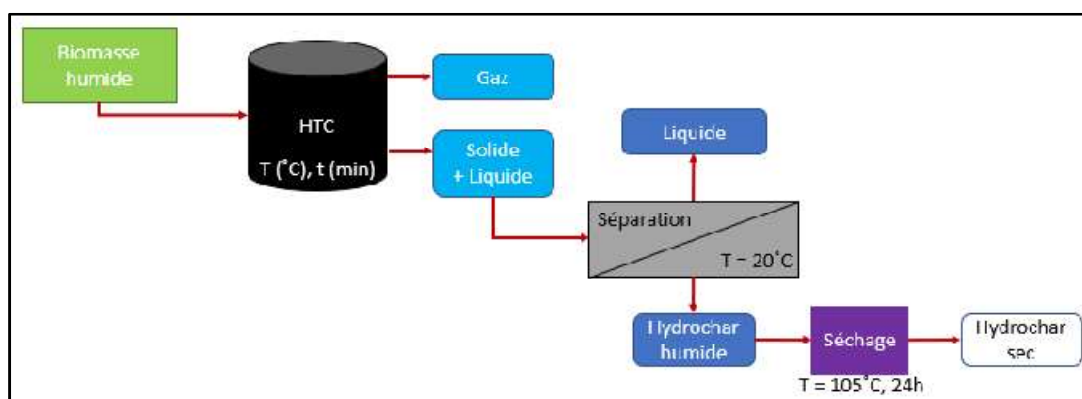 Biomasse
humide
Gaz
HTC
T (°C), t (min)
Solide
+ Liquide
Liquide
Séparation
T = 20°C
Hydrochar
humide
Séchage
T = 105°C, 24h
Hydrochar
sec